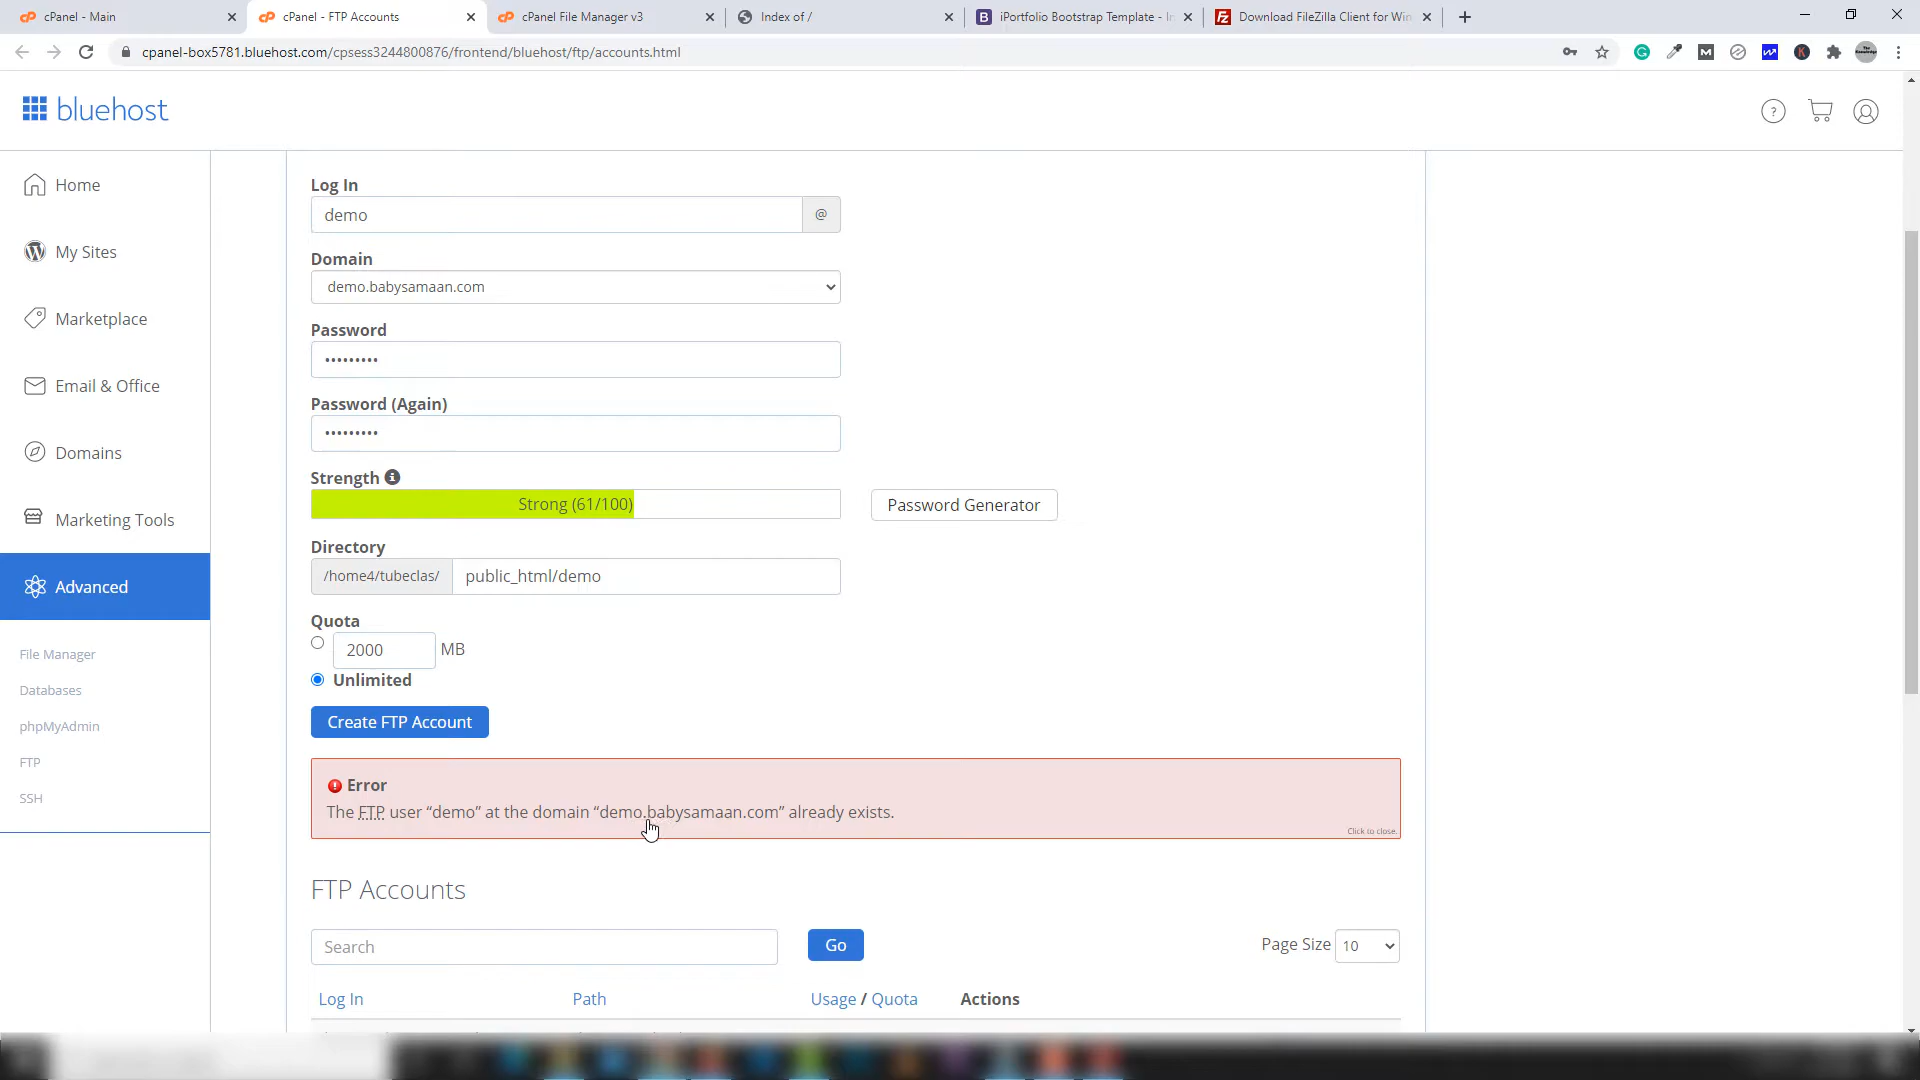 cPanel - Main
cPanel - FTP Accounts
cPanel File Manager v3
Index of /
iPortfolio Bootstrap Template - In
Download FileZilla Client for Win
cpanel-box5781.bluehost.com/cpsess3244800876/frontend/bluehost/ftp/accounts.html
bluehost
Home
My Sites
Marketplace
Email & Office
Domains
Marketing Tools
Advanced
File Manager
Databases
phpMyAdmin
FTP
SSH
Log In
demo @
Domain
demo.babysamaan.com
Password
•••••••••
Password (Again)
•••••••••
Strength
Strong (61/100)
Password Generator
Directory
/home4/tubeclas/ public_html/demo
Quota
2000 MB
Unlimited
Create FTP Account
Error
The FTP user “demo” at the domain “demo.babysamaan.com” already exists.
Click to close.
FTP Accounts
Search Go Page Size 10
Log In Path Usage / Quota Actions